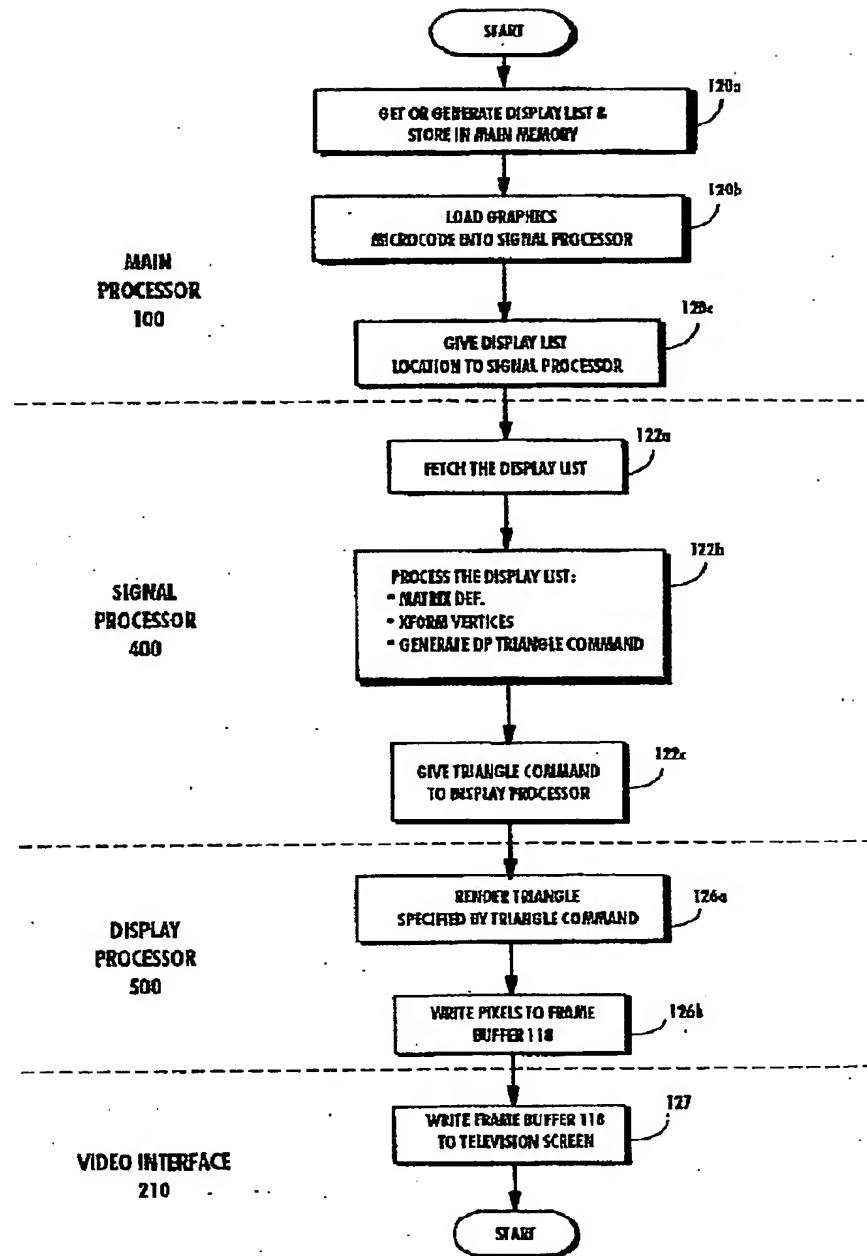 START
120a
GET OR GENERATE DISPLAY LIST &
STORE IN MAIN MEMORY
120b
LOAD GRAPHICS
MICROCODE INTO SIGNAL PROCESSOR
MAIN
PROCESSOR
100
120c
GIVE DISPLAY LIST
LOCATION TO SIGNAL PROCESSOR
122a
FETCH THE DISPLAY LIST
122b
PROCESS THE DISPLAY LIST:
- MATRIX DEF.
- XFORM VERTICES
- GENERATE DP TRIANGLE COMMAND
SIGNAL
PROCESSOR
400
122c
GIVE TRIANGLE COMMAND
TO DISPLAY PROCESSOR
126a
RENDER TRIANGLE
SPECIFIED BY TRIANGLE COMMAND
DISPLAY
PROCESSOR
500
126b
WRITE PIXELS TO FRAME
BUFFER 118
127
WRITE FRAME BUFFER 118
TO TELEVISION SCREEN
VIDEO INTERFACE
210
START